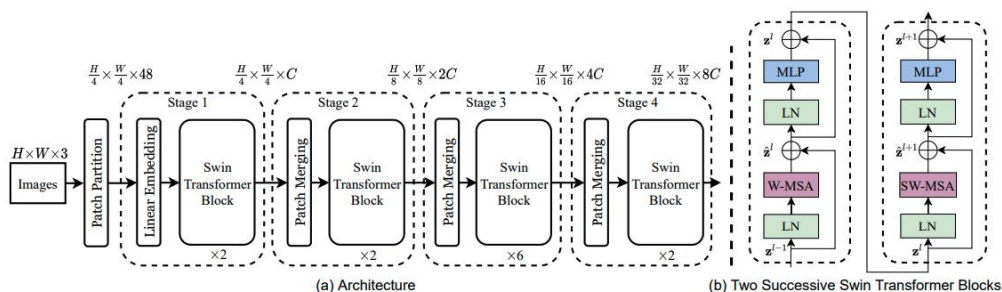 H×W×3
Images
H/4 × W/4 × 48
Patch Partition
Stage 1
Linear Embedding
Swin
Transformer
Block
×2
H/4 × W/4 × C
Stage 2
Patch Merging
Swin
Transformer
Block
×2
H/8 × W/8 × 2C
Stage 3
Patch Merging
Swin
Transformer
Block
×6
H/16 × W/16 × 4C
Stage 4
Patch Merging
Swin
Transformer
Block
×2
H/32 × W/32 × 8C
(a) Architecture
z^l
MLP
LN
ẑ^l
W-MSA
LN
z^{l-1}
z^{l+1}
MLP
LN
ẑ^{l+1}
SW-MSA
LN
z^l
(b) Two Successive Swin Transformer Blocks